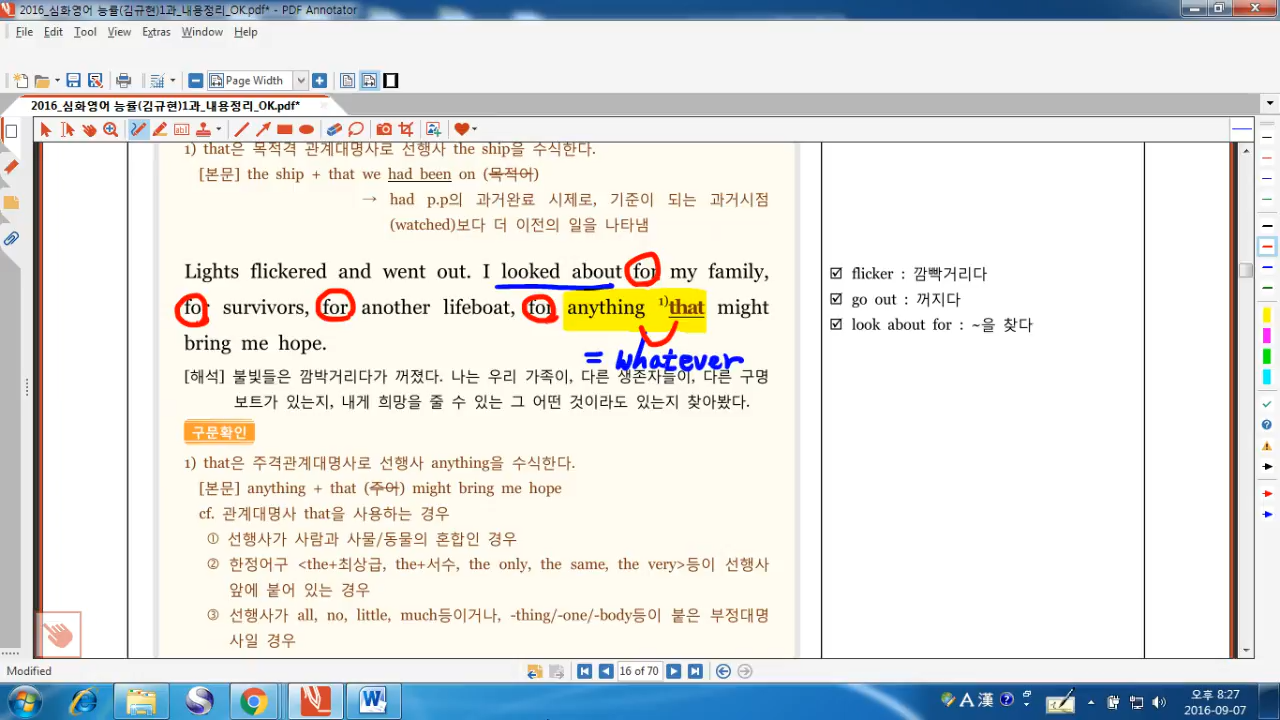 2016_심화영어 능률(김규현)1과_내용정리_OK.pdf* - PDF Annotator
File Edit Tool View Extras Window Help
Page Width
2016_심화영어 능률(김규현)1과_내용정리_OK.pdf*
1) that은 목적격 관계대명사로 선행사 the ship을 수식한다.
[본문] the ship + that we had been on (목적어)
→ had p.p의 과거완료 시제로, 기준이 되는 과거시점
(watched)보다 더 이전의 일을 나타냄
Lights flickered and went out. I looked about for my family,
for survivors, for another lifeboat, for anything 1)that might
bring me hope.
= whatever
[해석] 불빛들은 깜박거리다가 꺼졌다. 나는 우리 가족이, 다른 생존자들이, 다른 구명
보트가 있는지, 내게 희망을 줄 수 있는 그 어떤 것이라도 있는지 찾아봤다.
구문확인
1) that은 주격관계대명사로 선행사 anything을 수식한다.
[본문] anything + that (주어) might bring me hope
cf. 관계대명사 that을 사용하는 경우
① 선행사가 사람과 사물/동물의 혼합인 경우
② 한정어구 <the+최상급, the+서수, the only, the same, the very>등이 선행사
앞에 붙어 있는 경우
③ 선행사가 all, no, little, much등이거나, -thing/-one/-body등이 붙은 부정대명
사일 경우
☑ flicker : 깜빡거리다
☑ go out : 꺼지다
☑ look about for : ~을 찾다
Modified
16 of 70
A 漢
오후 8:27
2016-09-07